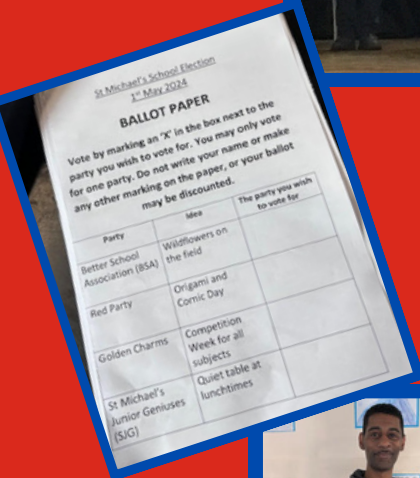 St Michael's School Election
1st May 2024
BALLOT PAPER
Vote by marking an 'X' in the box next to the
party you wish to vote for. You may only vote
for one party. Do not write your name or make
any other marking on the paper, or your ballot
may be discounted.
Party Idea The party you wish
to vote for
Better School
Association (BSA)
Wildflowers on
the field
Red Party
Origami and
Comic Day
Golden Charms
Competition
Week for all
subjects
St Michael's
Junior Geniuses
(SJG)
Quiet table at
lunchtimes